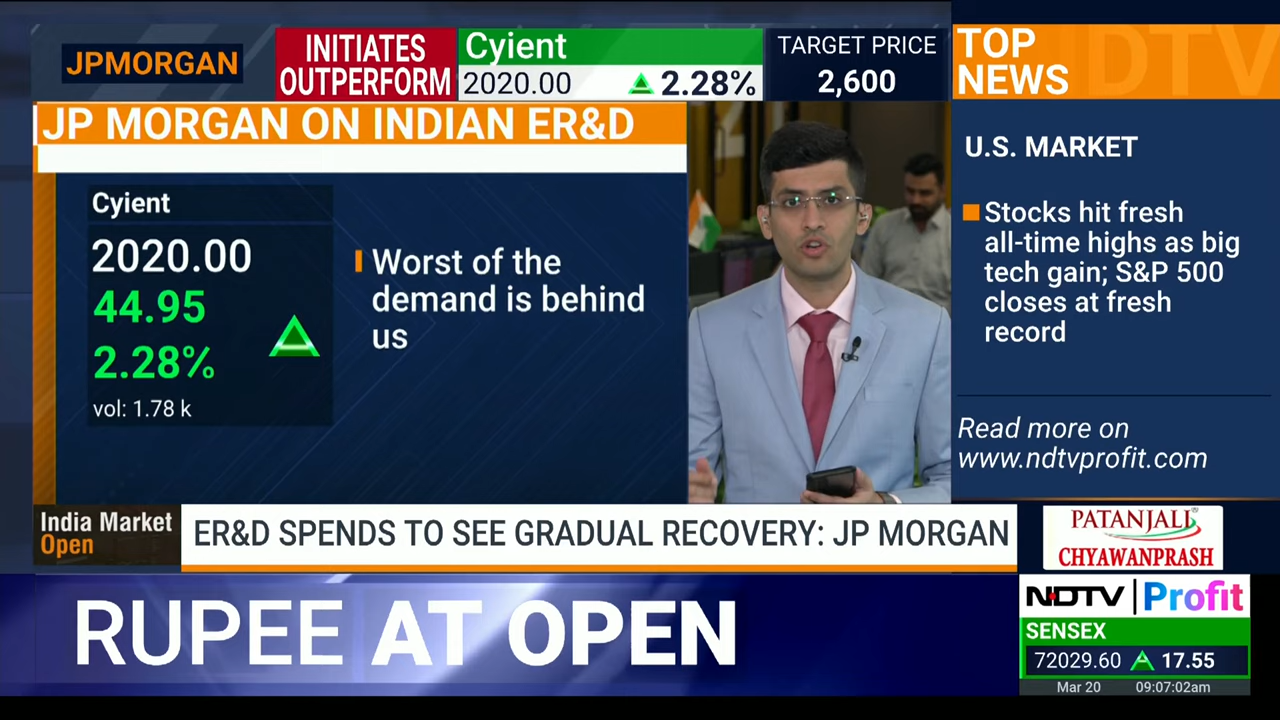 JPMORGAN
INITIATES
OUTPERFORM
Cyient
2020.00 2.28%
TARGET PRICE
2,600
TOP
NEWS
NDTV
JP MORGAN ON INDIAN ER&D
Cyient
2020.00
44.95
2.28%
vol: 1.78 k
Worst of the
demand is behind
us
U.S. MARKET
Stocks hit fresh
all-time highs as big
tech gain; S&P 500
closes at fresh
record
Read more on
www.ndtvprofit.com
India Market
Open
ER&D SPENDS TO SEE GRADUAL RECOVERY: JP MORGAN
PATANJALI
CHYAWANPRASH
RUPEE AT OPEN
NDTV Profit
SENSEX
72029.60 17.55
Mar 20 09:07:02am